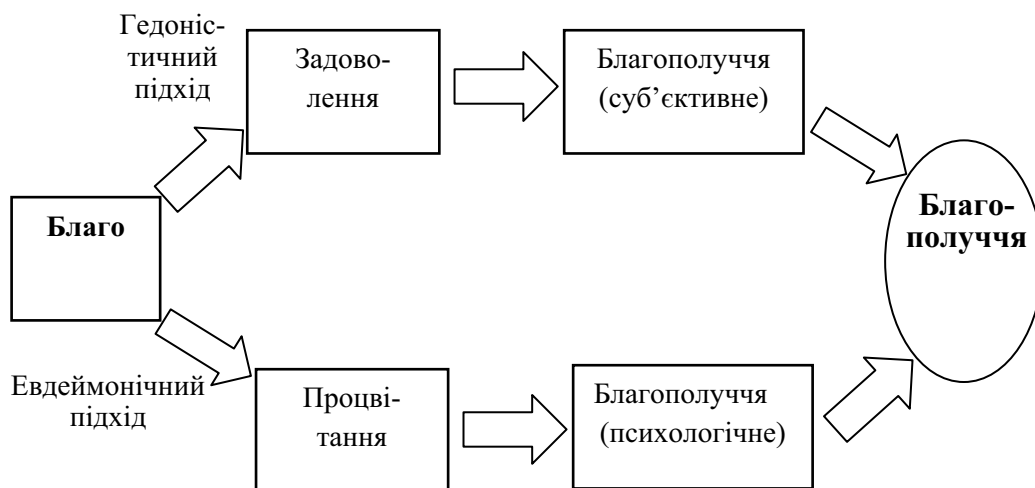 Гедоніс-
тичний
підхід
Задово-
лення
Благополуччя
(суб’єктивне)
Благо
Благо-
получчя
Евдеймонічний
підхід
Процві-
тання
Благополуччя
(психологічне)